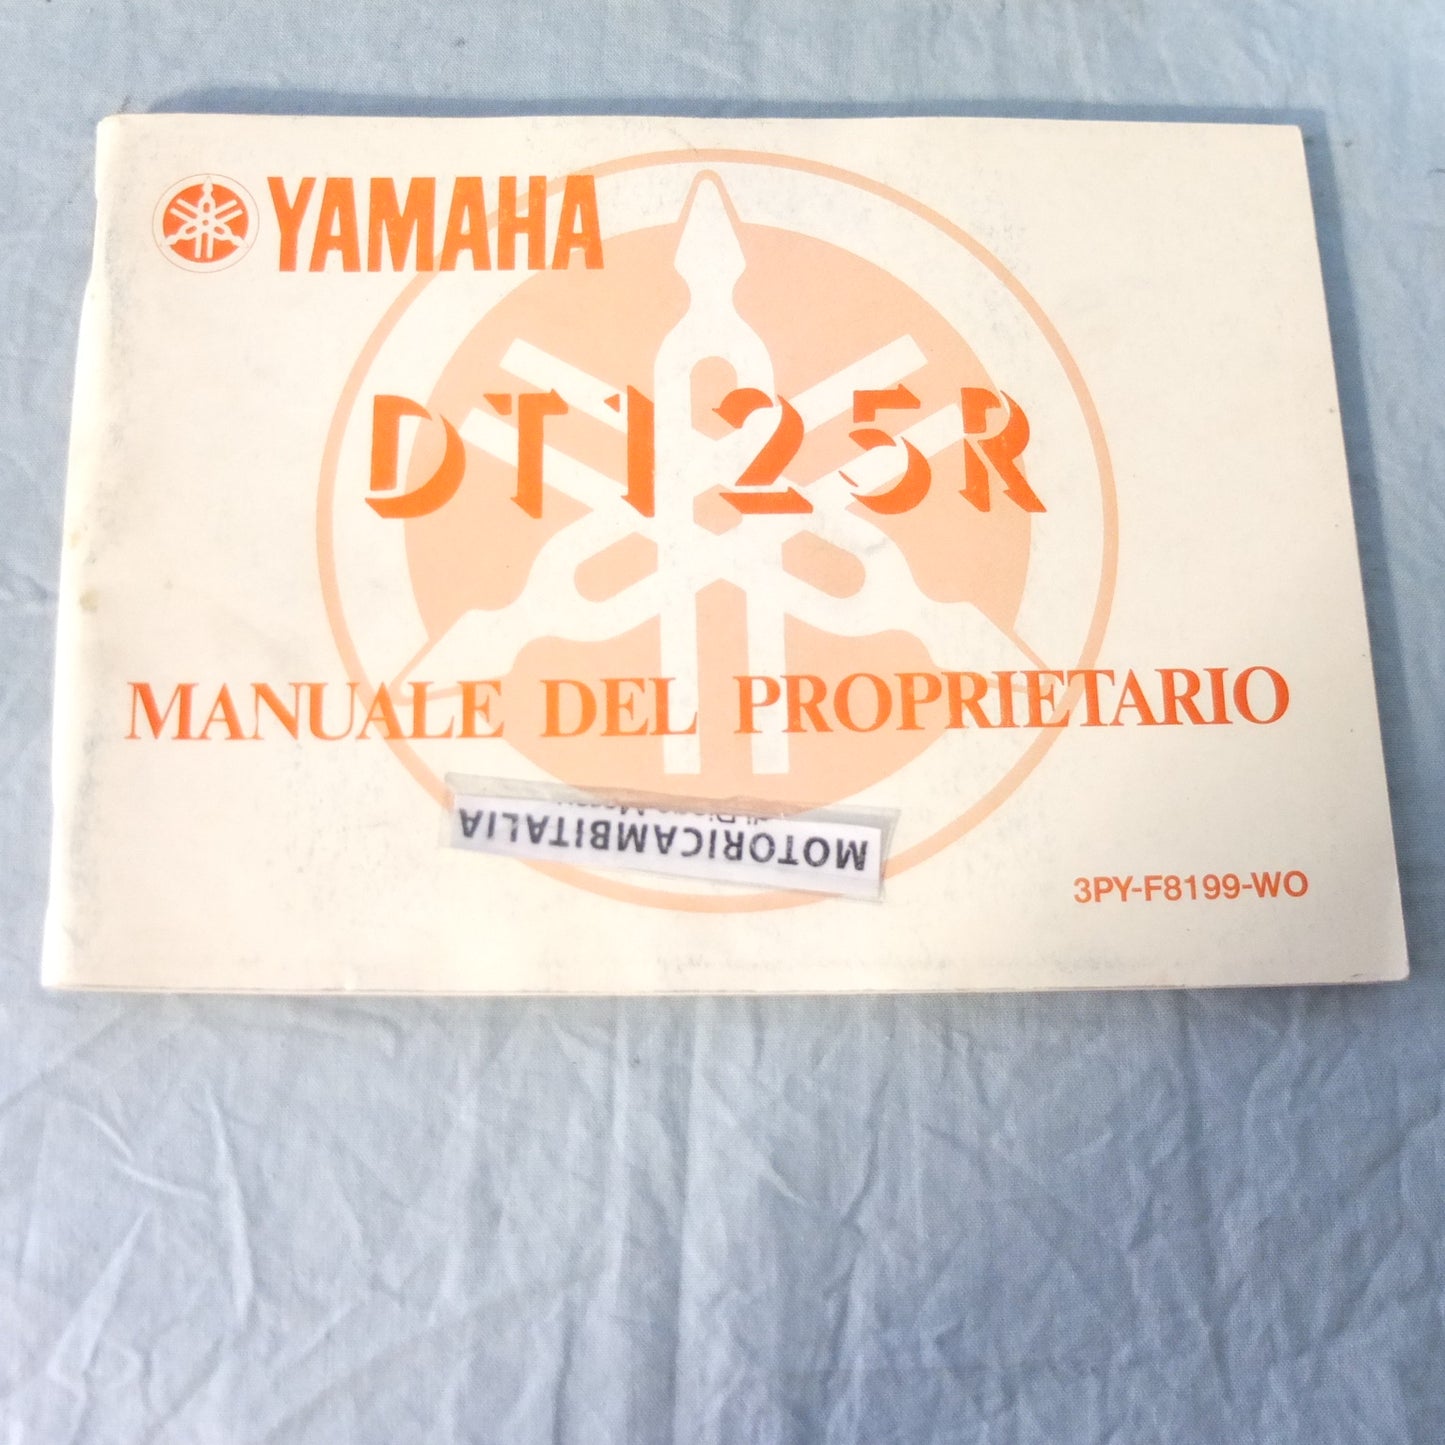 YAMAHA
DT125R
MANUALE DEL PROPRIETARIO
MOTORICAMBITALIA
3PY-F8199-WO